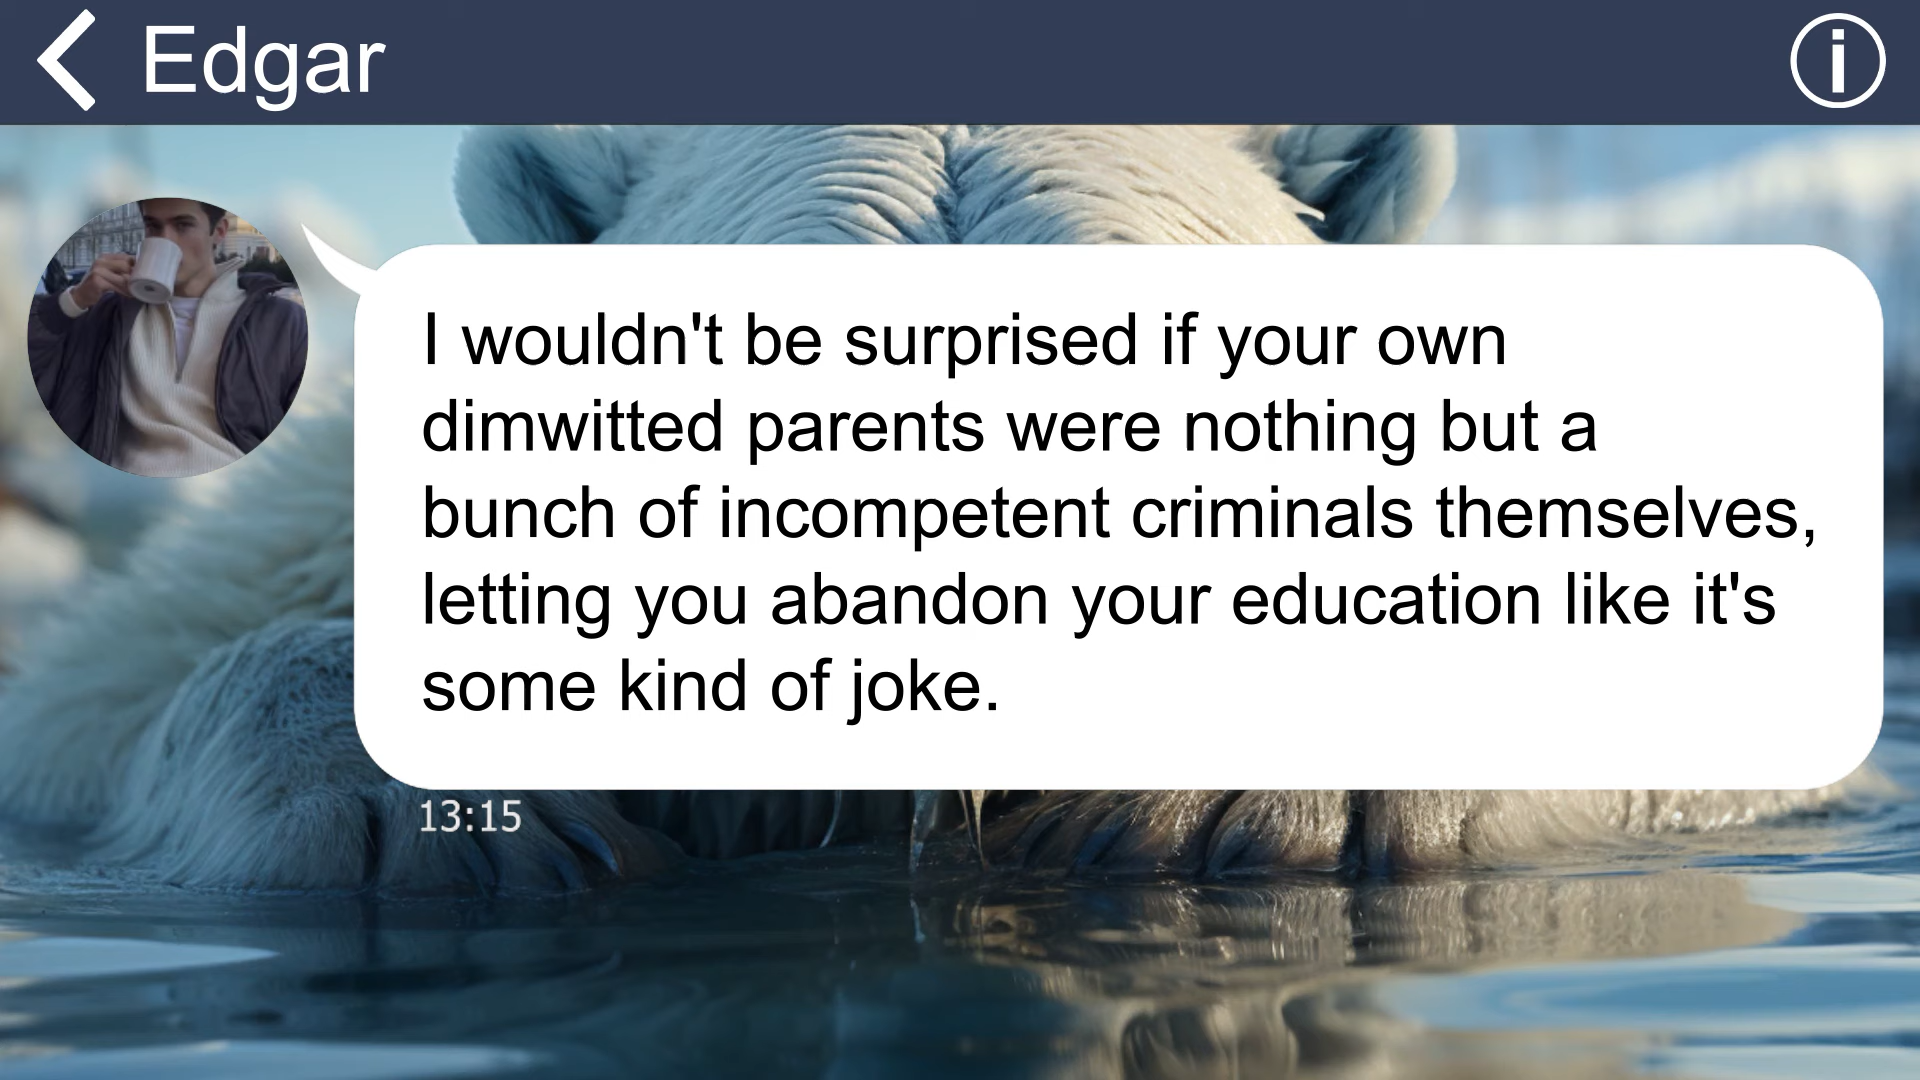 Edgar
I wouldn't be surprised if your own
dimwitted parents were nothing but a
bunch of incompetent criminals themselves,
letting you abandon your education like it's
some kind of joke.
13:15